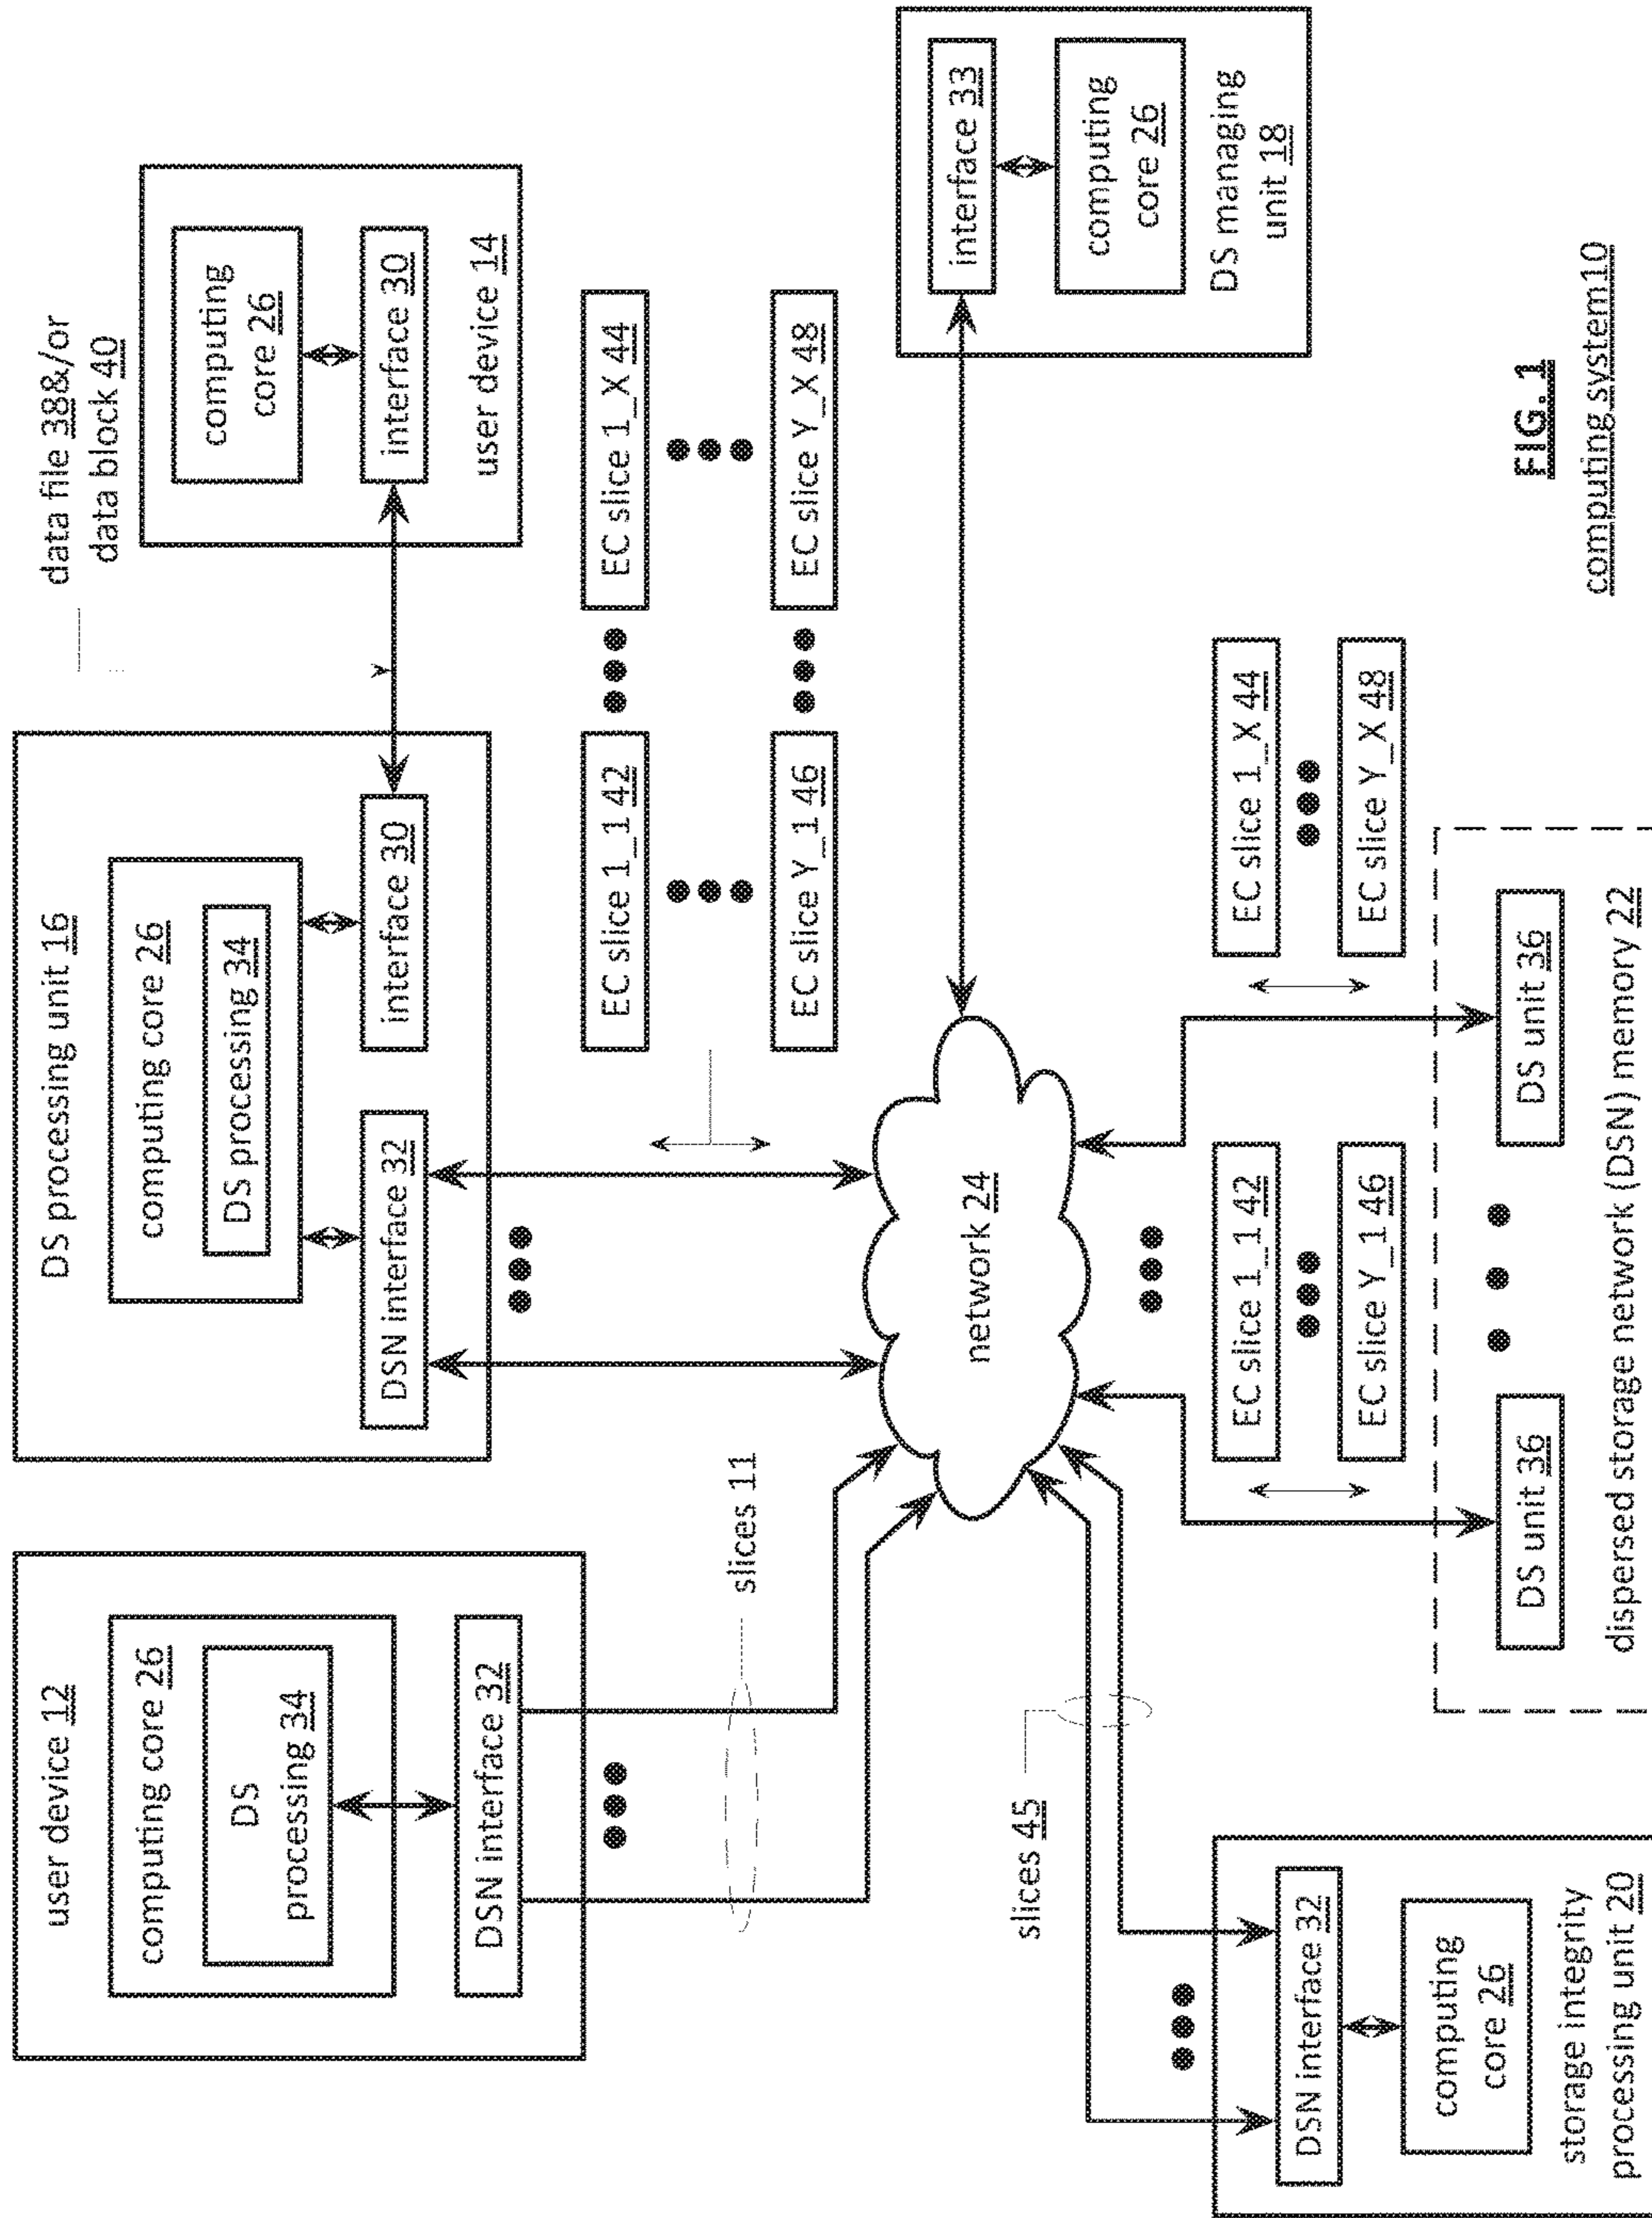 user device 12
computing core 26
DS
processing 34
DSN interface 32
slices 11
DS processing unit 16
computing core 26
DS processing 34
DSN interface 32
interface 30
data file 38&/or
data block 40
computing
core 26
interface 30
user device 14
EC slice 1_1 42
EC slice 1_X 44
EC slice Y_1 46
EC slice Y_X 48
network 24
interface 33
computing
core 26
DS managing
unit 18
slices 45
DSN interface 32
computing
core 26
storage integrity
processing unit 20
EC slice 1_1 42
EC slice Y_1 46
EC slice 1_X 44
EC slice Y_X 48
DS unit 36
DS unit 36
dispersed storage network (DSN) memory 22
FIG. 1
computing system10